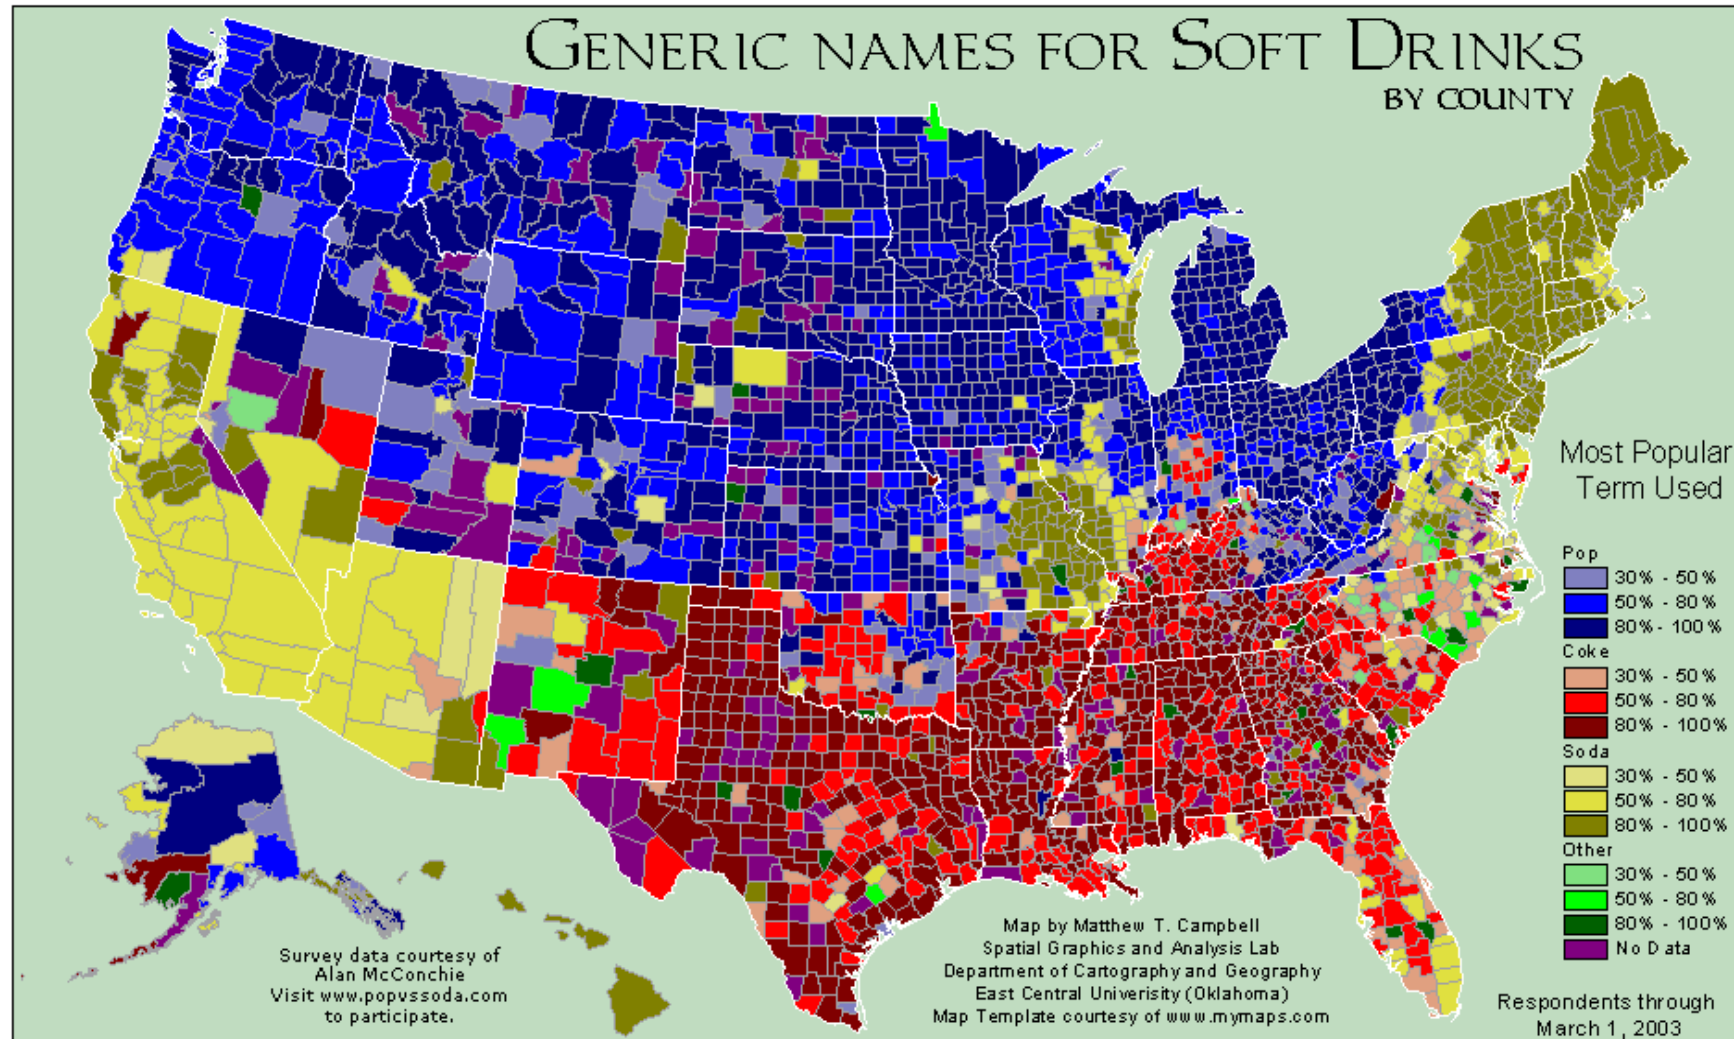 GENERIC NAMES FOR SOFT DRINKS
BY COUNTY
Most Popular
Term Used
Pop
30% - 50%
50% - 80%
80% - 100%
Coke
30% - 50%
50% - 80%
80% - 100%
Soda
30% - 50%
50% - 80%
80% - 100%
Other
30% - 50%
50% - 80%
80% - 100%
No Data
Survey data courtesy of
Alan McConchie
Visit www.popvssoda.com
to participate.
Map by Matthew T. Campbell
Spatial Graphics and Analysis Lab
Department of Cartography and Geography
East Central Univerisity (Oklahoma)
Map Template courtesy of www.mymaps.com
Respondents through
March 1, 2003